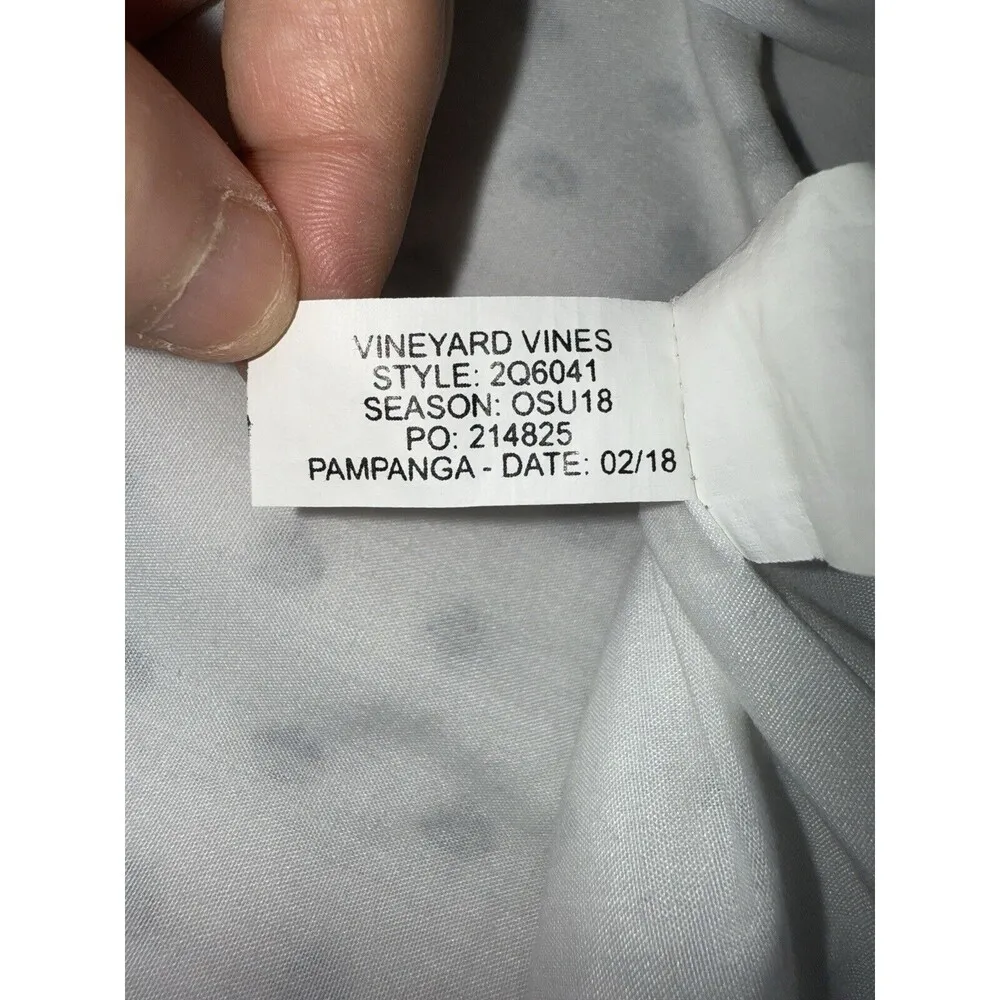 VINEYARD VINES
STYLE: 2Q6041
SEASON: OSU18
PO: 214825
PAMPANGA - DATE: 02/18